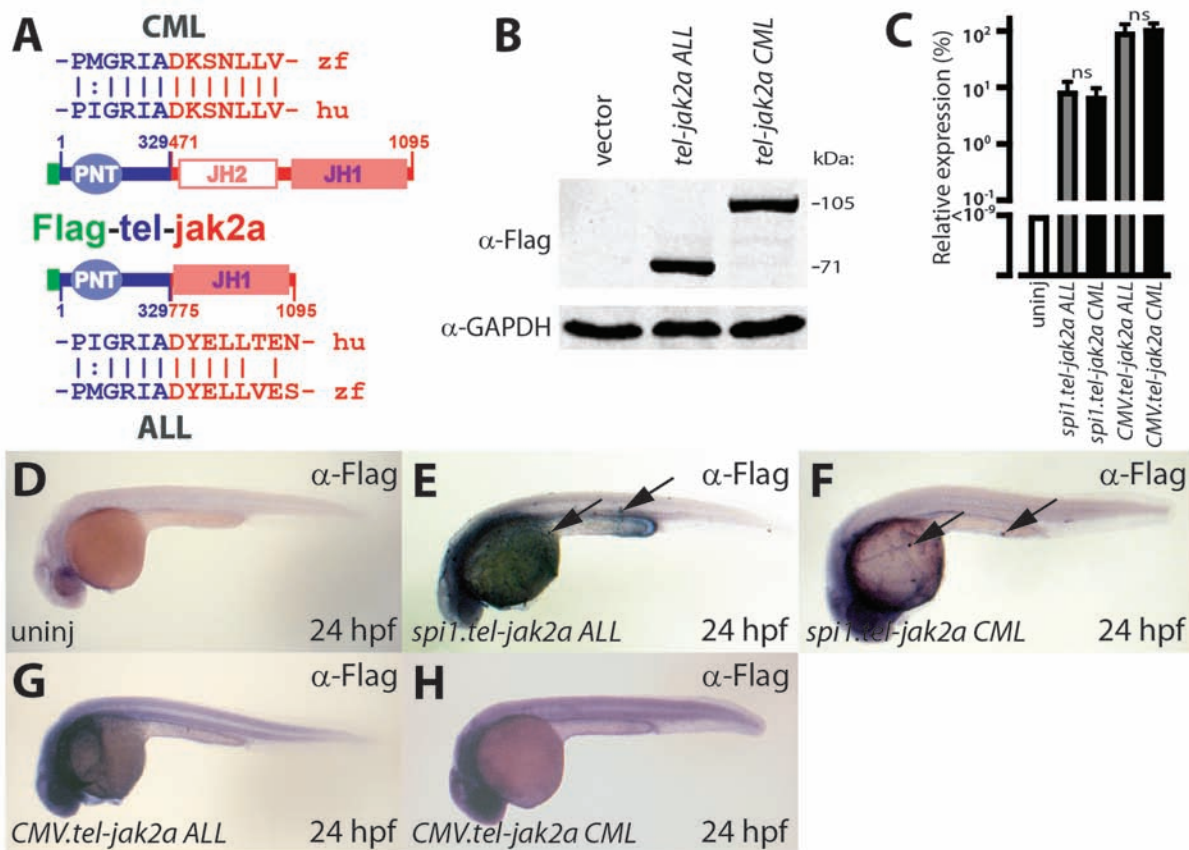 A
CML
-PMGRIADKSNLLV- zf
|:|||||||||||
-PIGRIADKSNLLV- hu
1 329 471 1095
PNT JH2 JH1
Flag-tel-jak2a
PNT JH1
1 329 775 1095
-PIGRIADYELLTEN- hu
|:||||||||| |
-PMGRIADYELLVES- zf
ALL
B
vector
tel-jak2a ALL
tel-jak2a CML
kDa:
α-Flag
–105
–71
α-GAPDH
C
Relative expression (%)
10²
10¹
10⁰
10⁻¹
<10⁻⁹
ns
ns
uninj
spi1.tel-jak2a ALL
spi1.tel-jak2a CML
CMV.tel-jak2a ALL
CMV.tel-jak2a CML
D
α-Flag
uninj
24 hpf
E
α-Flag
spi1.tel-jak2a ALL
24 hpf
F
α-Flag
spi1.tel-jak2a CML
24 hpf
G
α-Flag
CMV.tel-jak2a ALL
24 hpf
H
α-Flag
CMV.tel-jak2a CML
24 hpf